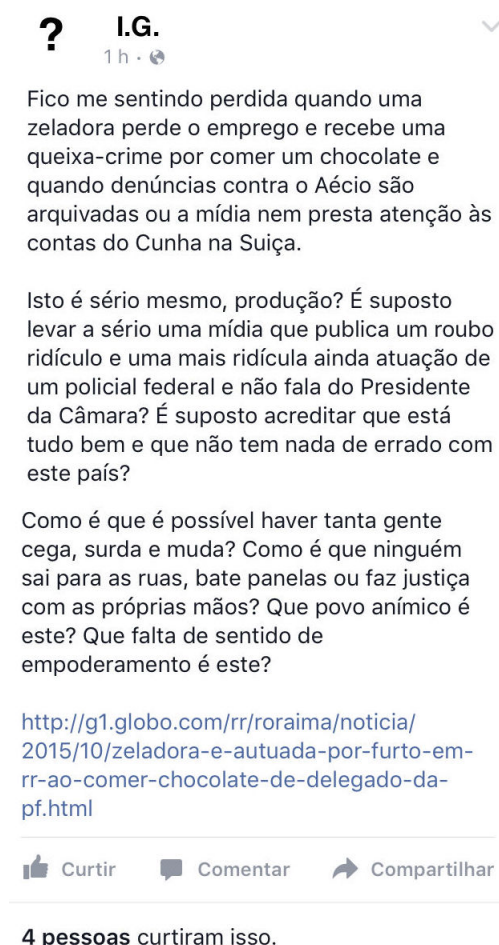 ? I.G.
1 h ·
Fico me sentindo perdida quando uma
zeladora perde o emprego e recebe uma
queixa-crime por comer um chocolate e
quando denúncias contra o Aécio são
arquivadas ou a mídia nem presta atenção às
contas do Cunha na Suiça.
Isto é sério mesmo, produção? É suposto
levar a sério uma mídia que publica um roubo
ridículo e uma mais ridícula ainda atuação de
um policial federal e não fala do Presidente
da Câmara? É suposto acreditar que está
tudo bem e que não tem nada de errado com
este país?
Como é que é possível haver tanta gente
cega, surda e muda? Como é que ninguém
sai para as ruas, bate panelas ou faz justiça
com as próprias mãos? Que povo anímico é
este? Que falta de sentido de
empoderamento é este?
http://g1.globo.com/rr/roraima/noticia/
2015/10/zeladora-e-autuada-por-furto-em-
rr-ao-comer-chocolate-de-delegado-da-
pf.html
Curtir Comentar Compartilhar
4 pessoas curtiram isso.